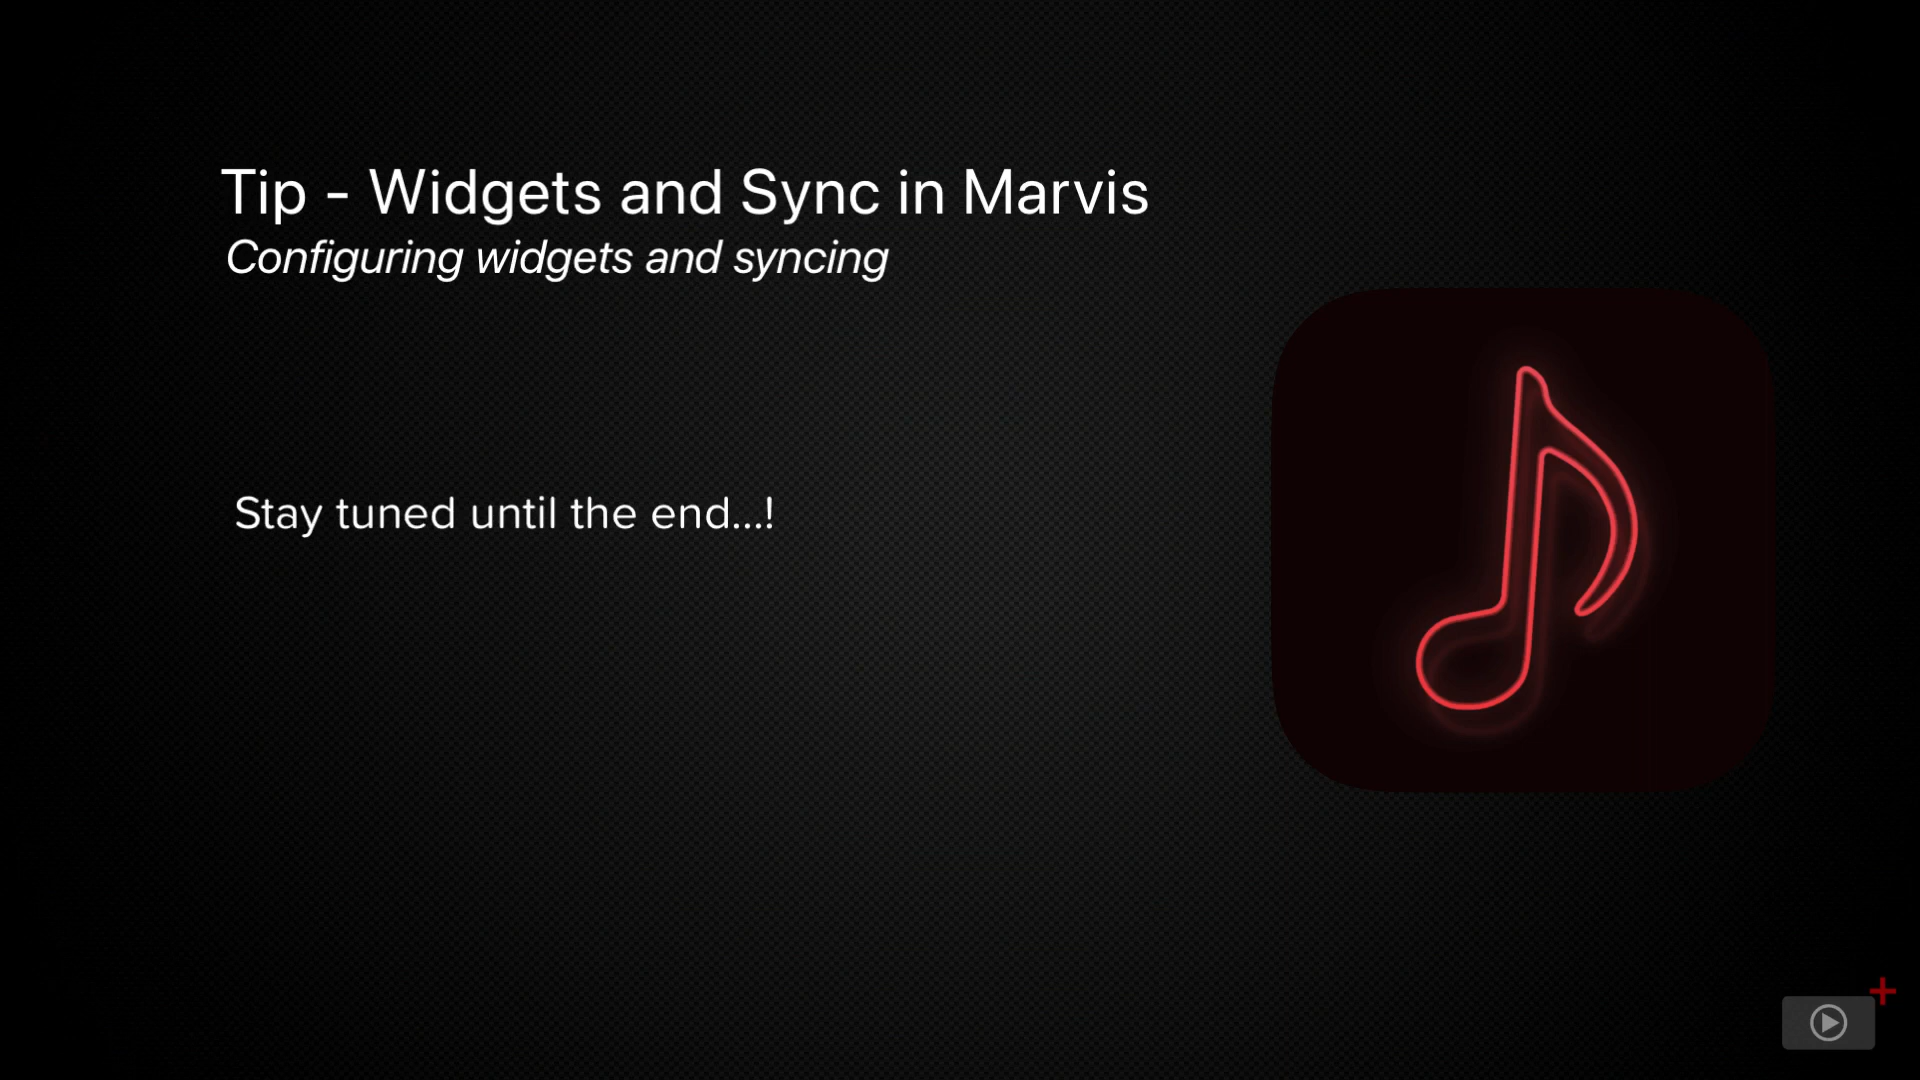 Tip - Widgets and Sync in Marvis
Configuring widgets and syncing
Stay tuned until the end...!